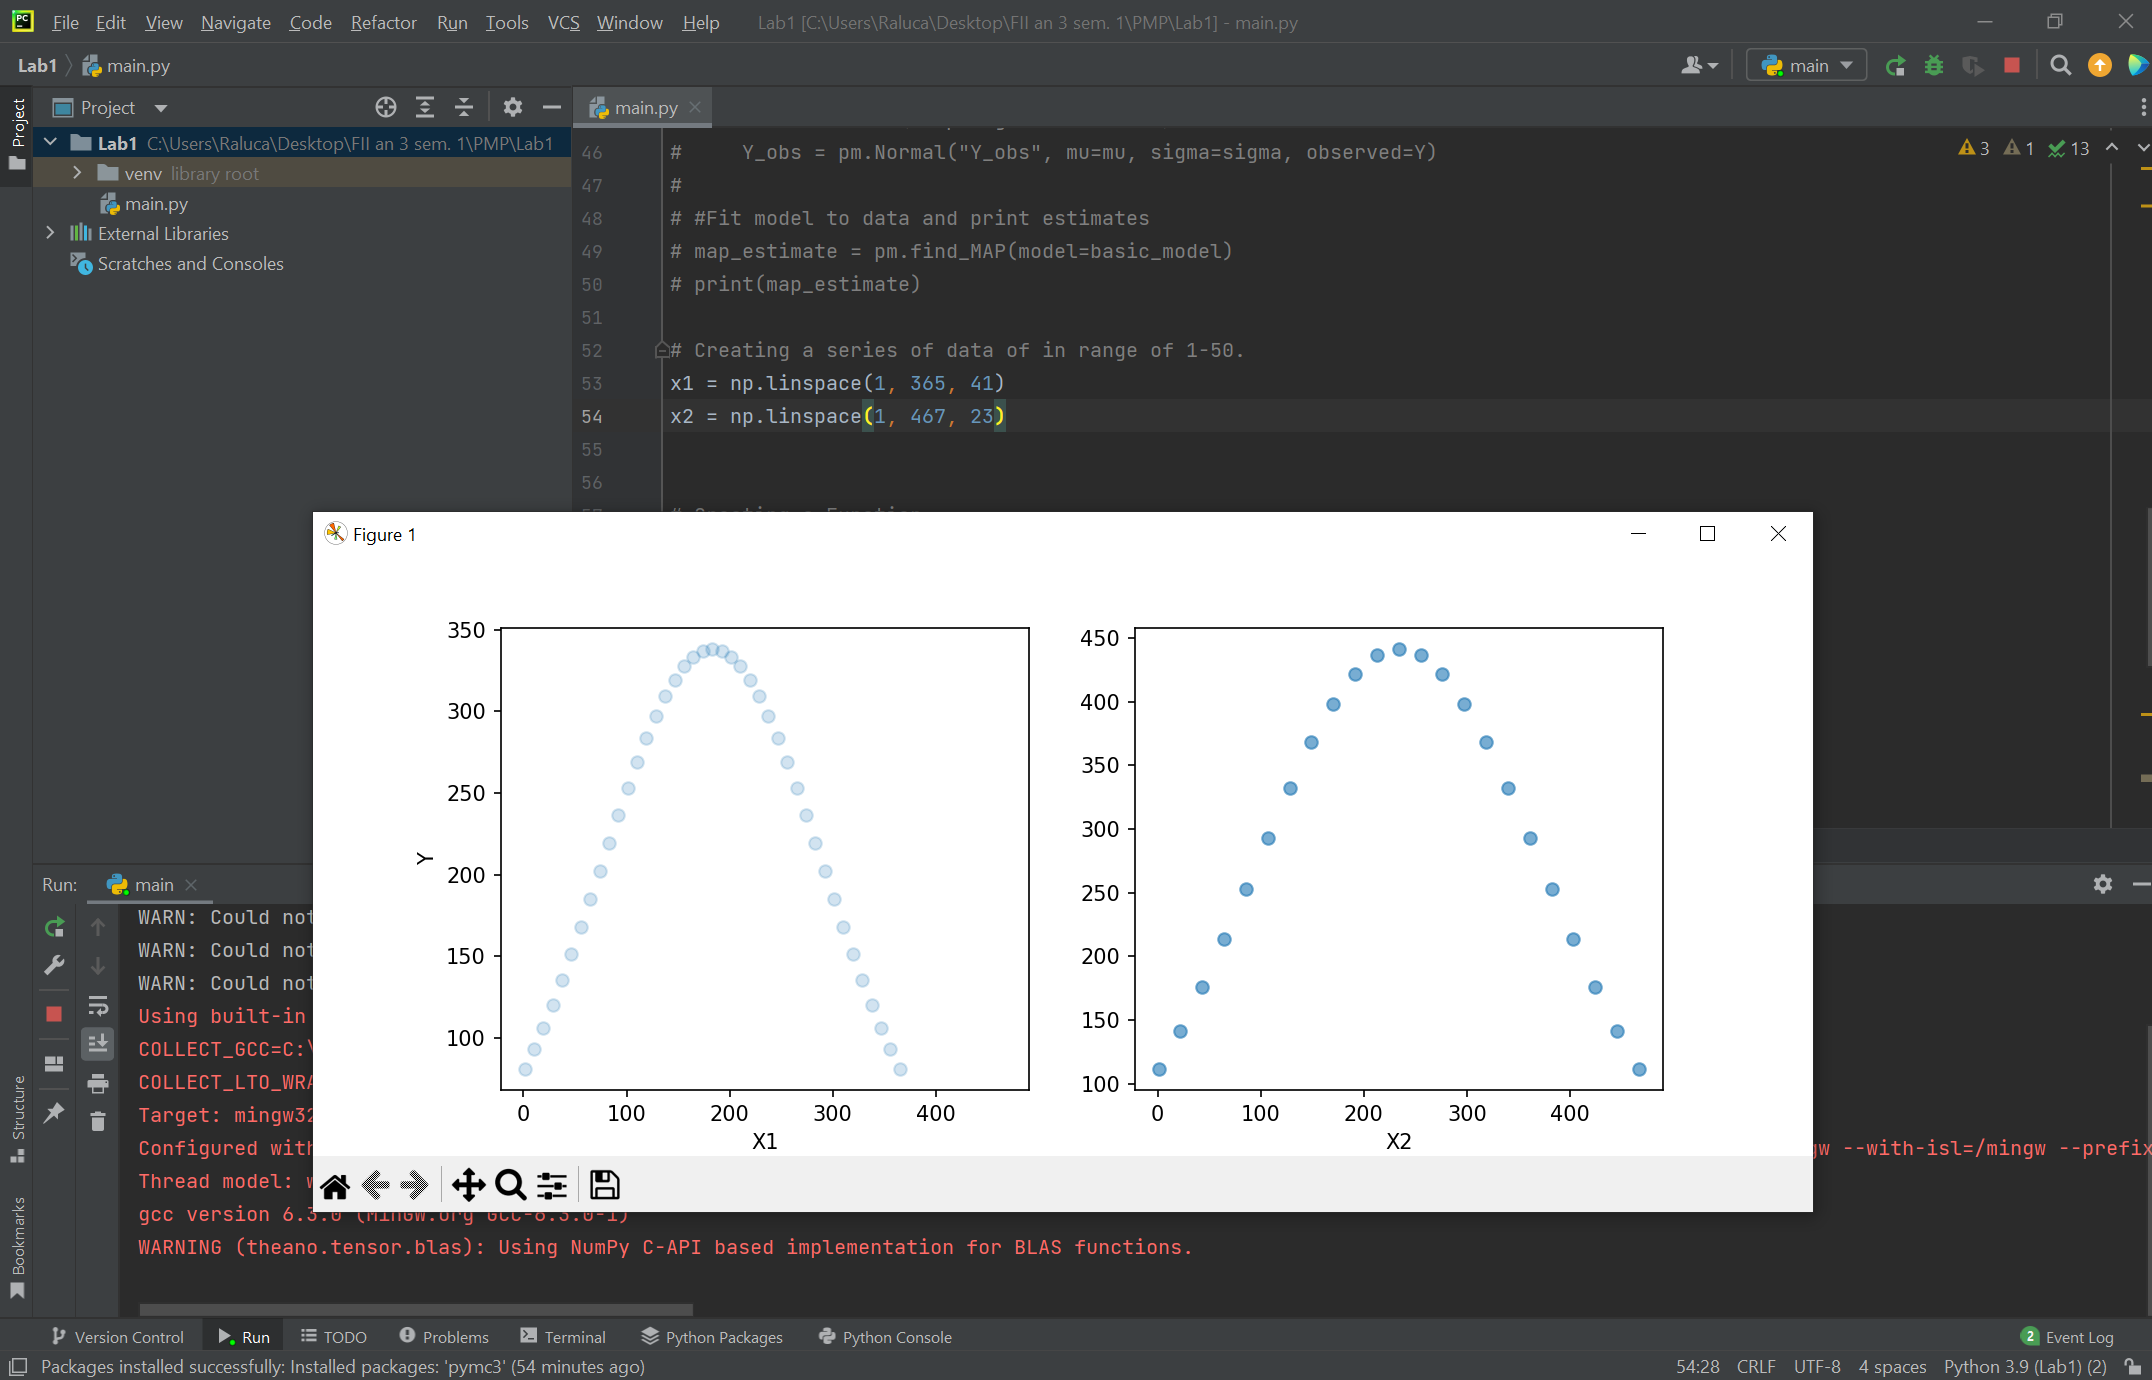 File Edit View Navigate Code Refactor Run Tools VCS Window Help Lab1 [C:\Users\Raluca\Desktop\FII an 3 sem. 1\PMP\Lab1] - main.py
Lab1 main.py main
Project main.py
Project
Lab1 C:\Users\Raluca\Desktop\FII an 3 sem. 1\PMP\Lab1
venv library root
main.py
External Libraries
Scratches and Consoles
3 1 13
46 # Y_obs = pm.Normal("Y_obs", mu=mu, sigma=sigma, observed=Y)
47 #
48 # #Fit model to data and print estimates
49 # map_estimate = pm.find_MAP(model=basic_model)
50 # print(map_estimate)
51
52 # Creating a series of data of in range of 1-50.
53 x1 = np.linspace(1, 365, 41)
54 x2 = np.linspace(1, 467, 23)
55
56
Figure 1
350
300
250
200
150
100
Y
0 100 200 300 400
X1
450
400
350
300
250
200
150
100
0 100 200 300 400
X2
Run: main
WARN: Could not
WARN: Could not
WARN: Could not
Using built-in
COLLECT_GCC=C:\
COLLECT_LTO_WRA
Target: mingw32
Configured with gw --with-isl=/mingw --prefix
Thread model: w
gcc version 6.3.0 (MinGW.org GCC-6.3.0-1)
WARNING (theano.tensor.blas): Using NumPy C-API based implementation for BLAS functions.
Structure
Bookmarks
Version Control Run TODO Problems Terminal Python Packages Python Console 2 Event Log
Packages installed successfully: Installed packages: 'pymc3' (54 minutes ago) 54:28 CRLF UTF-8 4 spaces Python 3.9 (Lab1) (2)